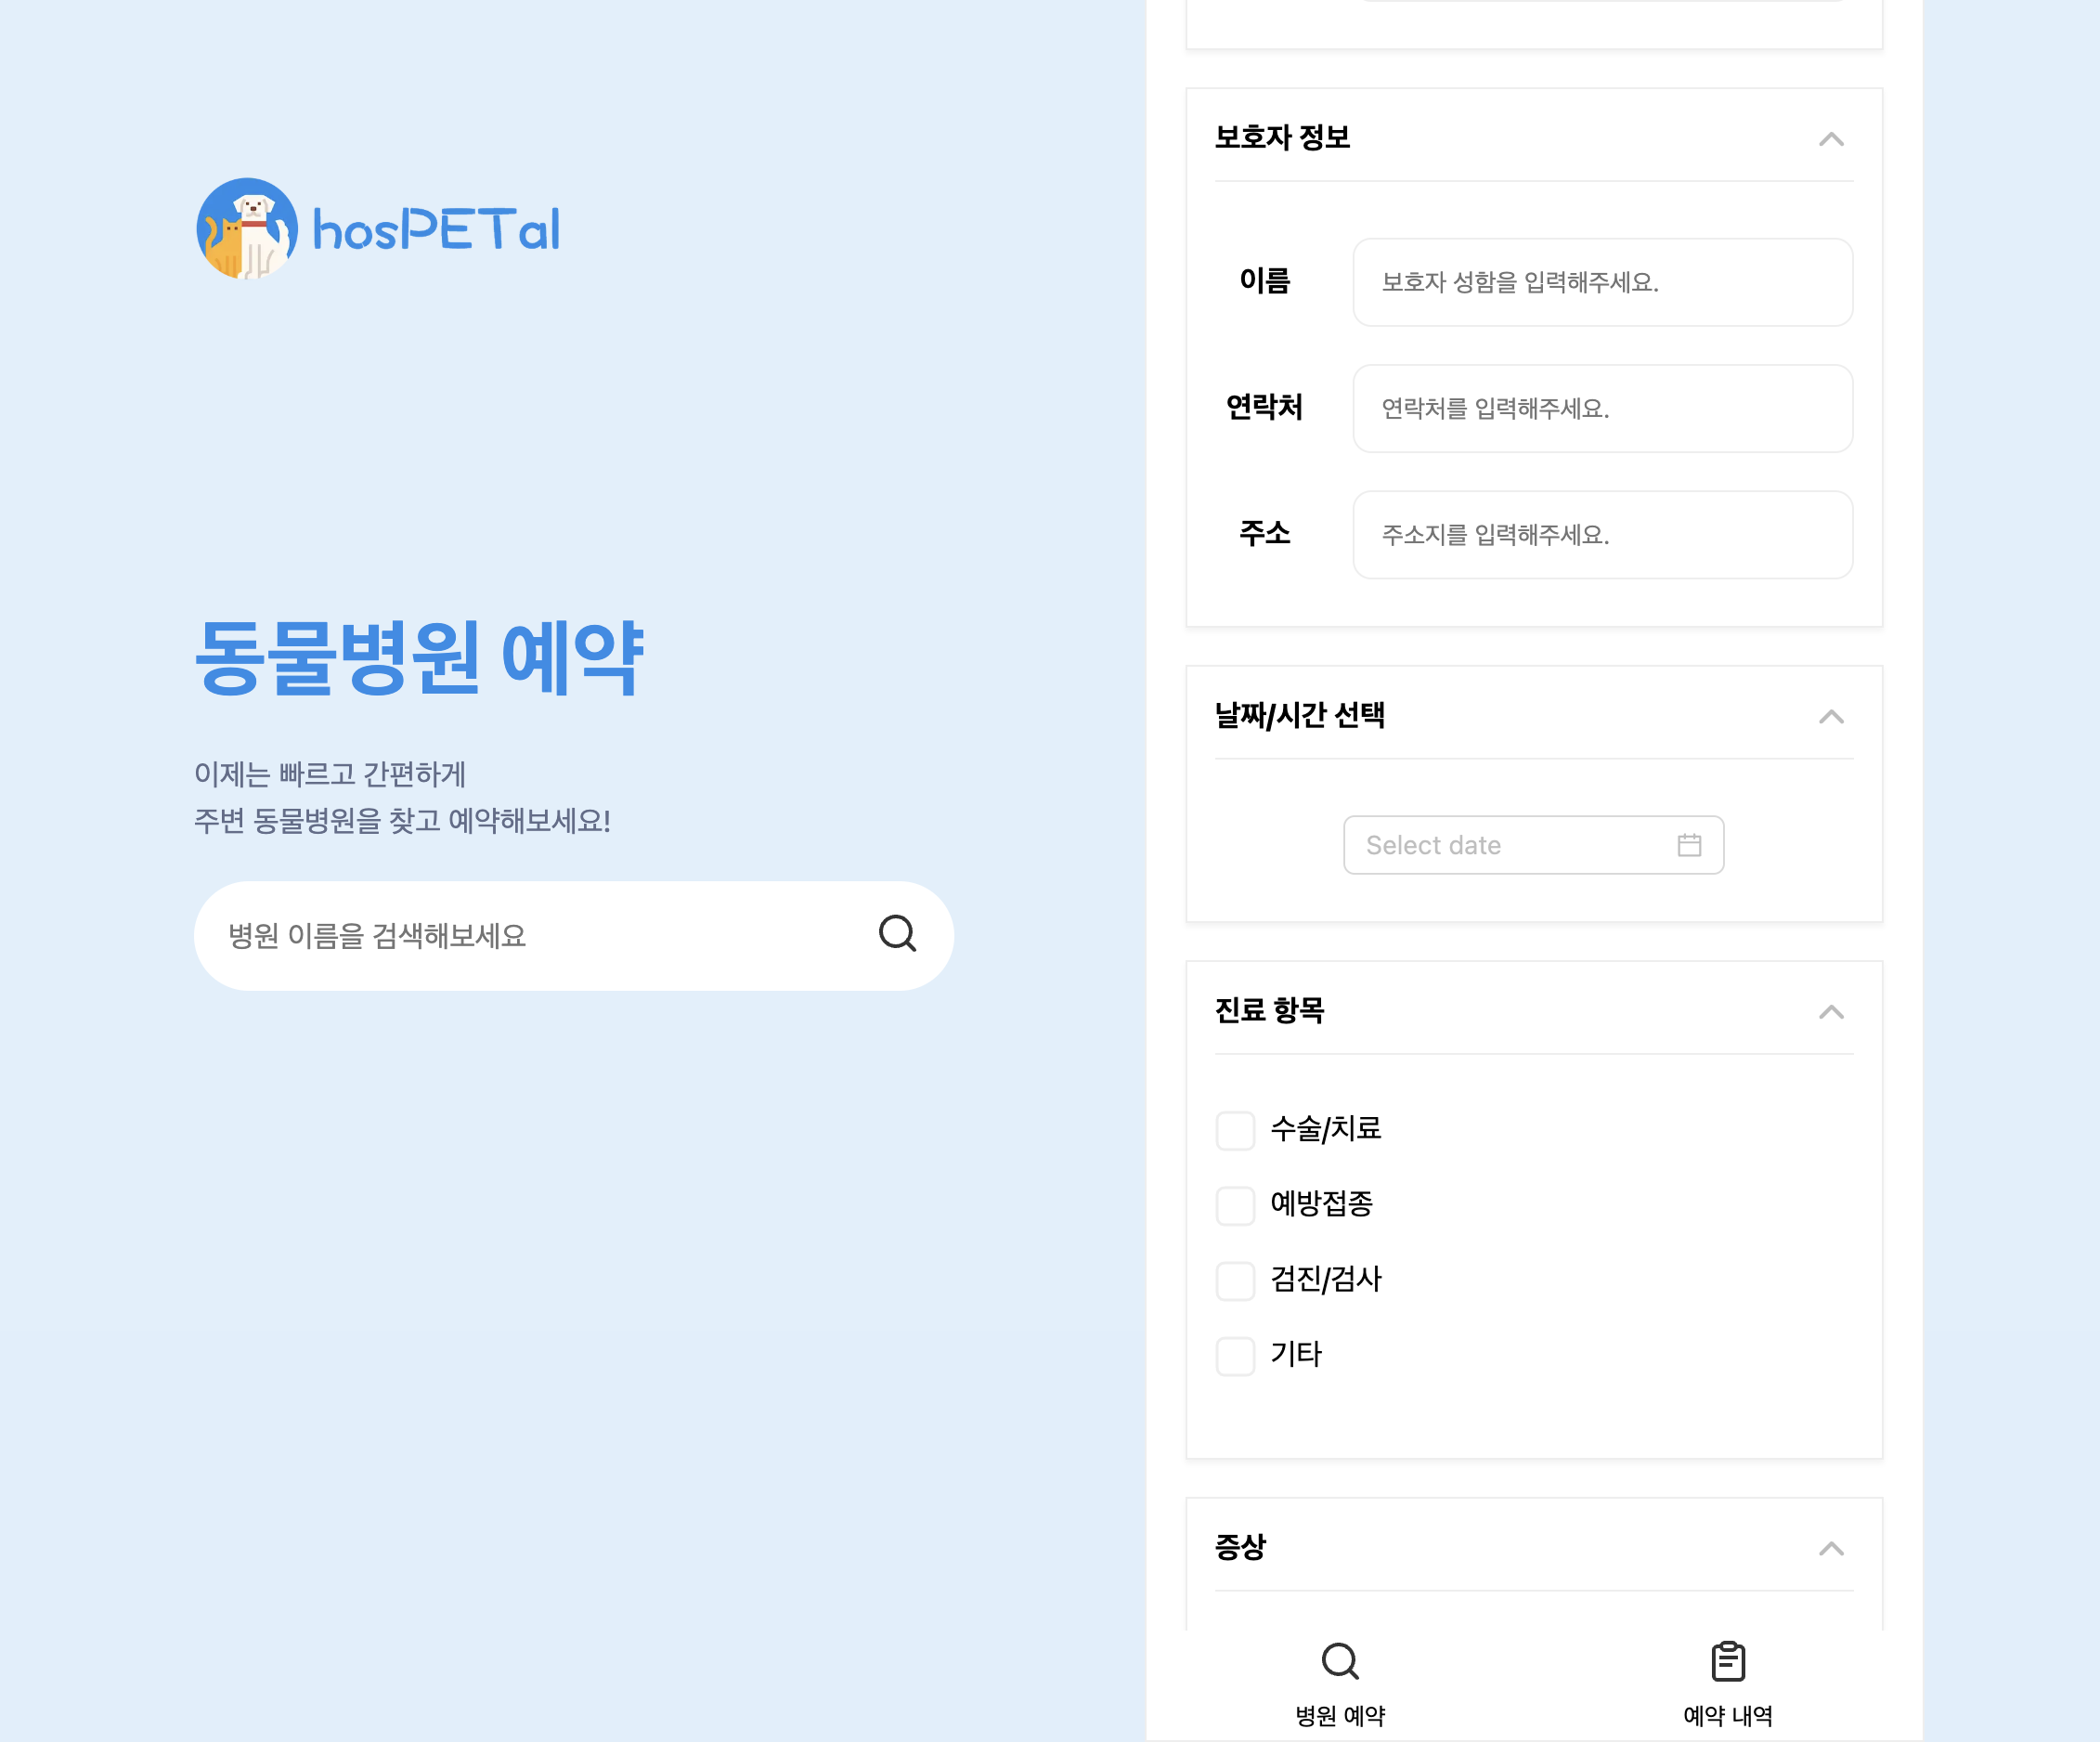 hosPETal
동물병원 예약
이제는 빠르고 간편하게
주변 동물병원을 찾고 예약해보세요!
병원 이름을 검색해보세요
보호자 정보
이름
보호자 성함을 입력해주세요.
연락처
연락처를 입력해주세요.
주소
주소지를 입력해주세요.
날짜/시간 선택
Select date
진료 항목
수술/치료
예방접종
검진/검사
기타
증상
병원 예약
예약 내역